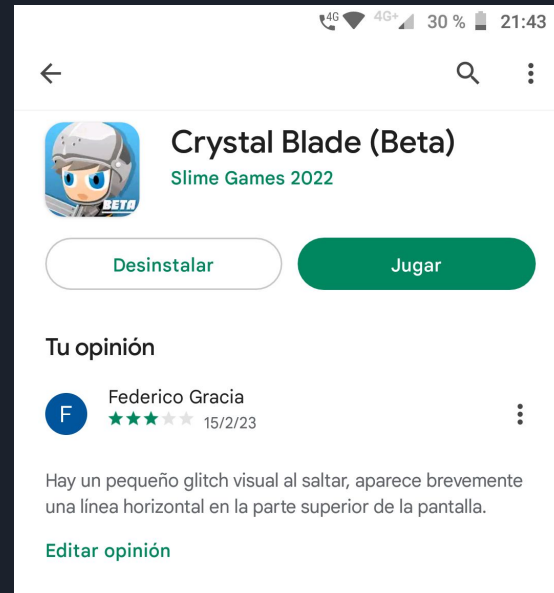 4G 4G+ 30 % 21:43
Crystal Blade (Beta)
Slime Games 2022
BETA
Desinstalar Jugar
Tu opinión
F Federico Gracia
15/2/23
Hay un pequeño glitch visual al saltar, aparece brevemente
una línea horizontal en la parte superior de la pantalla.
Editar opinión